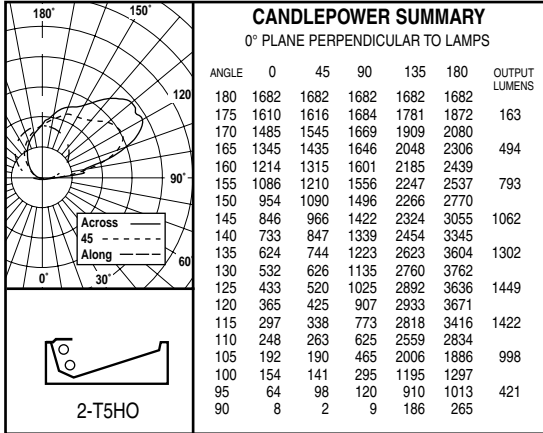 180° 150°
120
90°
60°
30°
0°
Across
45
Along
2-T5HO
CANDLEPOWER SUMMARY
0° PLANE PERPENDICULAR TO LAMPS
ANGLE 0 45 90 135 180 OUTPUT LUMENS
180 1682 1682 1682 1682 1682
175 1610 1616 1684 1781 1872 163
170 1485 1545 1669 1909 2080
165 1345 1435 1646 2048 2306 494
160 1214 1315 1601 2185 2439
155 1086 1210 1556 2247 2537 793
150 954 1090 1496 2266 2770
145 846 966 1422 2324 3055 1062
140 733 847 1339 2454 3345
135 624 744 1223 2623 3604 1302
130 532 626 1135 2760 3762
125 433 520 1025 2892 3636 1449
120 365 425 907 2933 3671
115 297 338 773 2818 3416 1422
110 248 263 625 2559 2834
105 192 190 465 2006 1886 998
100 154 141 295 1195 1297
95 64 98 120 910 1013 421
90 8 2 9 186 265